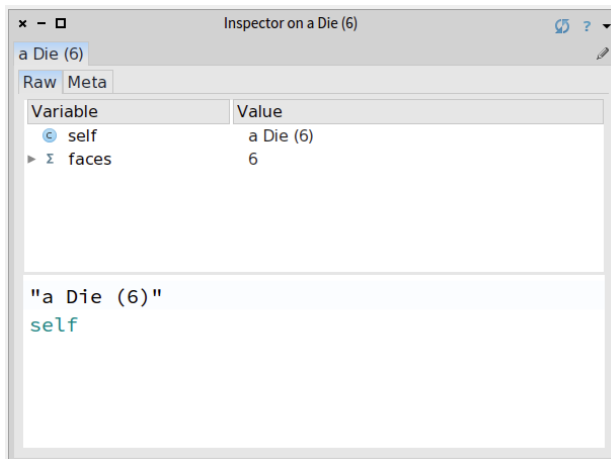 Inspector on a Die (6)
?
a Die (6)
Raw Meta
Variable Value
self a Die (6)
Σ faces 6
"a Die (6)"
self